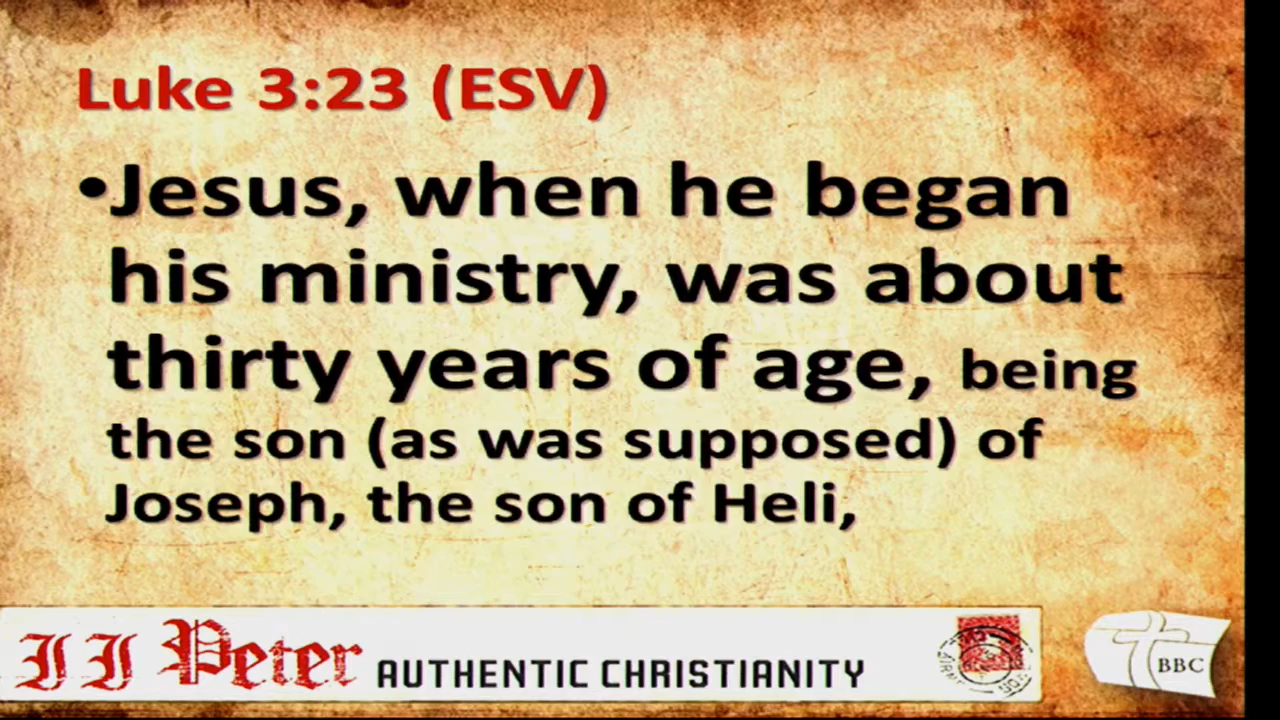 Luke 3:23 (ESV)
•Jesus, when he began
his ministry, was about
thirty years of age, being
the son (as was supposed) of
Joseph, the son of Heli,
II Peter AUTHENTIC CHRISTIANITY
BBC